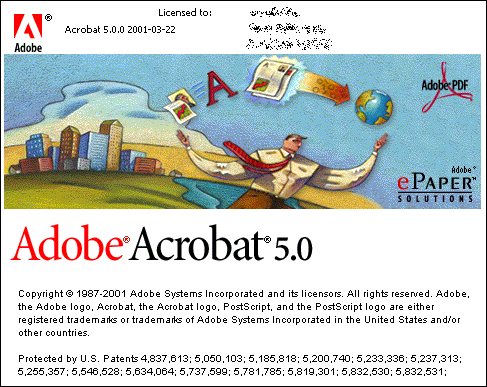 Licensed to:
Acrobat 5.0.0 2001-03-22
Adobe®
A
Adobe PDF
Adobe®
ePAPER™
SOLUTIONS
Adobe® Acrobat® 5.0
Copyright © 1987-2001 Adobe Systems Incorporated and its licensors. All rights reserved. Adobe,
the Adobe logo, Acrobat, the Acrobat logo, PostScript, and the PostScript logo are either
registered trademarks or trademarks of Adobe Systems Incorporated in the United States and/or
other countries.
Protected by U.S. Patents 4,837,613; 5,050,103; 5,185,818; 5,200,740; 5,233,336; 5,237,313;
5,255,357; 5,546,528; 5,634,064; 5,737,599; 5,781,785; 5,819,301; 5,832,530; 5,832,531;